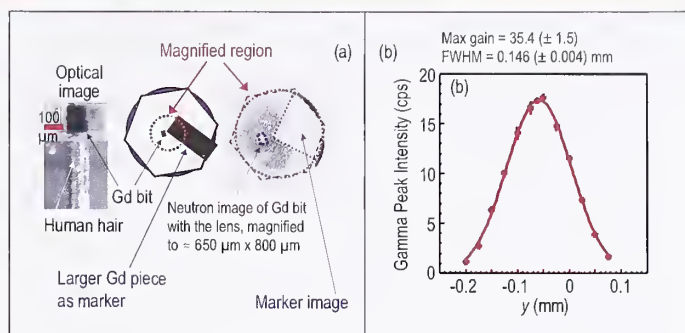 Magnified region
(a)
Optical
image
100
µm
Gd bit
Human hair
Neutron image of Gd bit
with the lens, magnified
to ≈ 650 µm x 800 µm
Larger Gd piece
as marker
Marker image
(b)
Max gain = 35.4 (± 1.5)
FWHM = 0.146 (± 0.004) mm
(b)
Gamma Peak Intensity (cps)
20
15
10
5
0
-0.2
-0.1
0
0.1
y (mm)